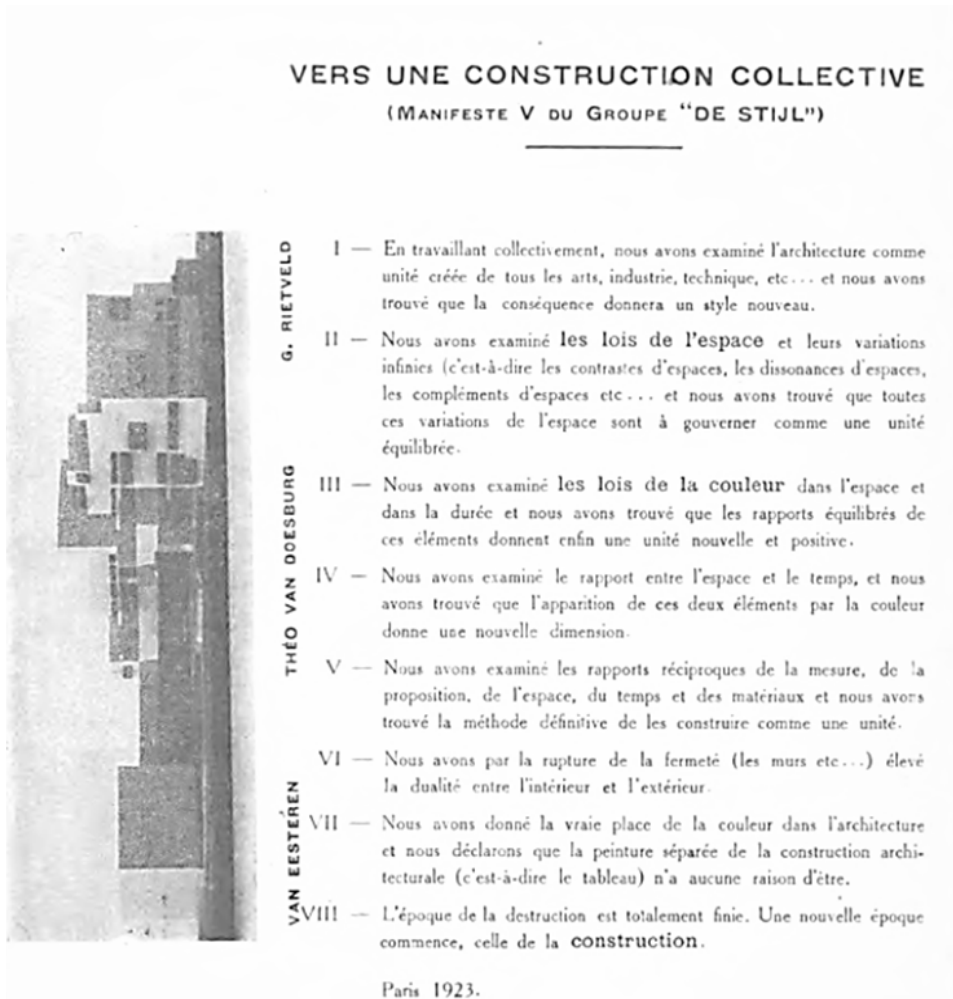 VERS UNE CONSTRUCTION COLLECTIVE
(MANIFESTE V DU GROUPE "DE STIJL")
G. RIETVELD
THÉO VAN DOESBURG
VAN EESTEREN
I — En travaillant collectivement, nous avons examiné l'architecture comme
unité créée de tous les arts, industrie, technique, etc... et nous avons
trouvé que la conséquence donnera un style nouveau.
II — Nous avons examiné les lois de l'espace et leurs variations
infinies (c'est-à-dire les contrastes d'espaces, les dissonances d'espaces,
les compléments d'espaces etc... et nous avons trouvé que toutes
ces variations de l'espace sont à gouverner comme une unité
équilibrée.
III — Nous avons examiné les lois de la couleur dans l'espace et
dans la durée et nous avons trouvé que les rapports équilibrés de
ces éléments donnent enfin une unité nouvelle et positive.
IV — Nous avons examiné le rapport entre l'espace et le temps, et nous
avons trouvé que l'apparition de ces deux éléments par la couleur
donne une nouvelle dimension.
V — Nous avons examiné les rapports réciproques de la mesure, de la
proposition, de l'espace, du temps et des matériaux et nous avons
trouvé la méthode définitive de les construire comme une unité.
VI — Nous avons par la rupture de la fermeté (les murs etc...) élevé
la dualité entre l'intérieur et l'extérieur.
VII — Nous avons donné la vraie place de la couleur dans l'architecture
et nous déclarons que la peinture séparée de la construction archi-
tecturale (c'est-à-dire le tableau) n'a aucune raison d'être.
VIII — L'époque de la destruction est totalement finie. Une nouvelle époque
commence, celle de la construction.
Paris 1923.